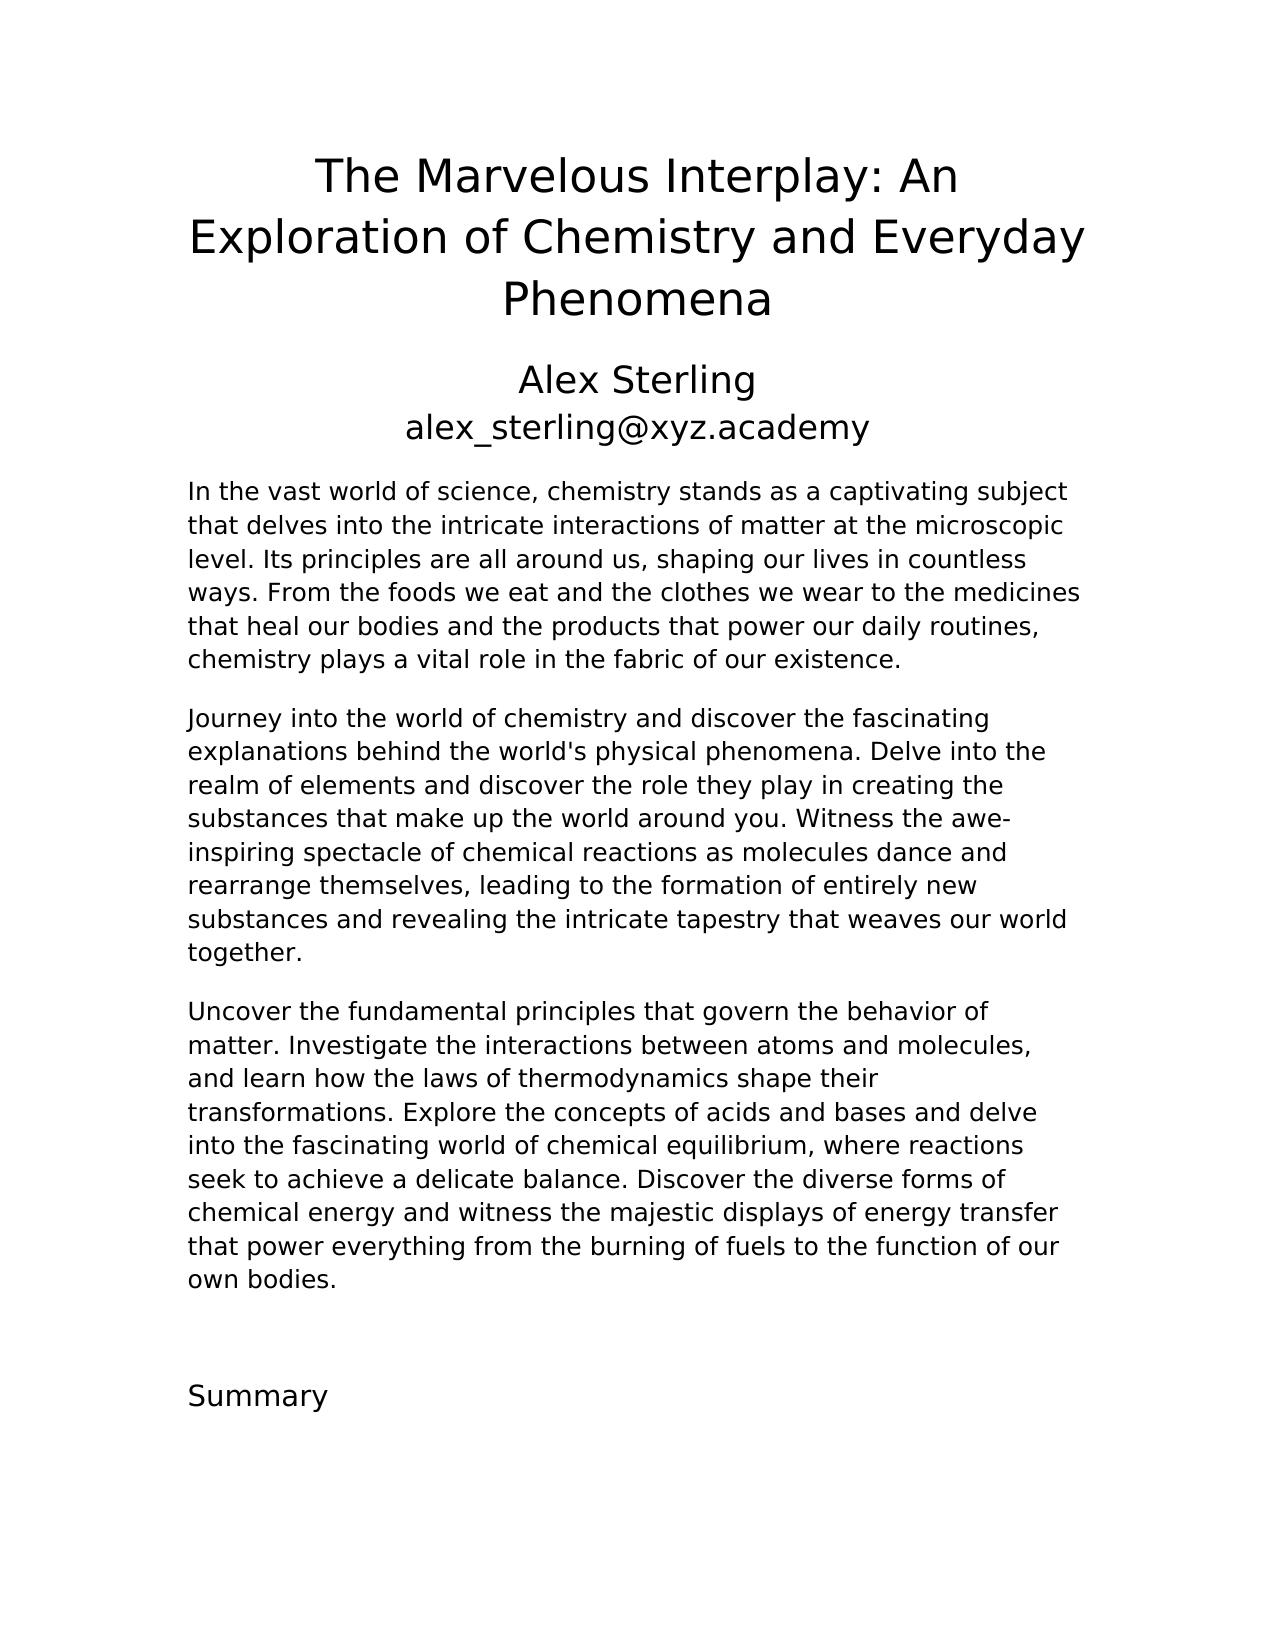 The Marvelous Interplay: An
Exploration of Chemistry and Everyday
Phenomena
Alex Sterling
alex_sterling@xyz.academy
In the vast world of science, chemistry stands as a captivating subject
that delves into the intricate interactions of matter at the microscopic
level. Its principles are all around us, shaping our lives in countless
ways. From the foods we eat and the clothes we wear to the medicines
that heal our bodies and the products that power our daily routines,
chemistry plays a vital role in the fabric of our existence.
Journey into the world of chemistry and discover the fascinating
explanations behind the world's physical phenomena. Delve into the
realm of elements and discover the role they play in creating the
substances that make up the world around you. Witness the awe-
inspiring spectacle of chemical reactions as molecules dance and
rearrange themselves, leading to the formation of entirely new
substances and revealing the intricate tapestry that weaves our world
together.
Uncover the fundamental principles that govern the behavior of
matter. Investigate the interactions between atoms and molecules,
and learn how the laws of thermodynamics shape their
transformations. Explore the concepts of acids and bases and delve
into the fascinating world of chemical equilibrium, where reactions
seek to achieve a delicate balance. Discover the diverse forms of
chemical energy and witness the majestic displays of energy transfer
that power everything from the burning of fuels to the function of our
own bodies.
Summary